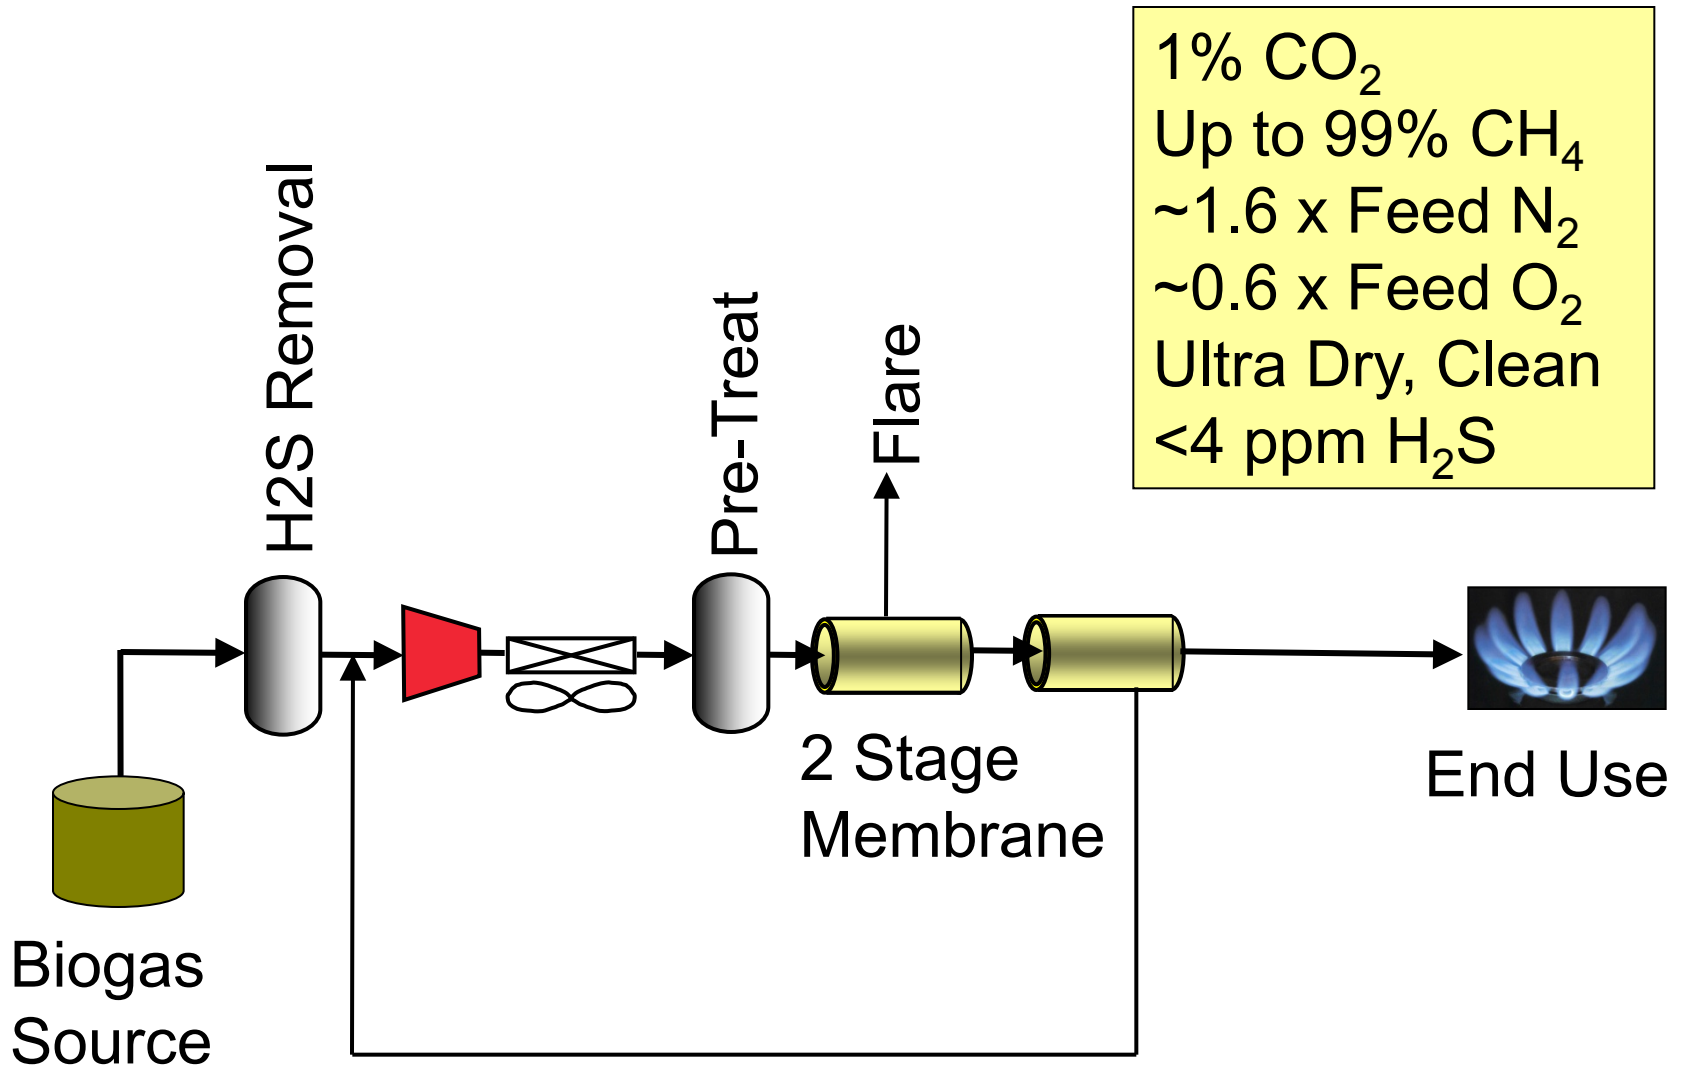 1% CO₂
Up to 99% CH₄
~1.6 x Feed N₂
~0.6 x Feed O₂
Ultra Dry, Clean
<4 ppm H₂S
H2S Removal
Pre-Treat
Flare
2 Stage
Membrane
End Use
Biogas
Source